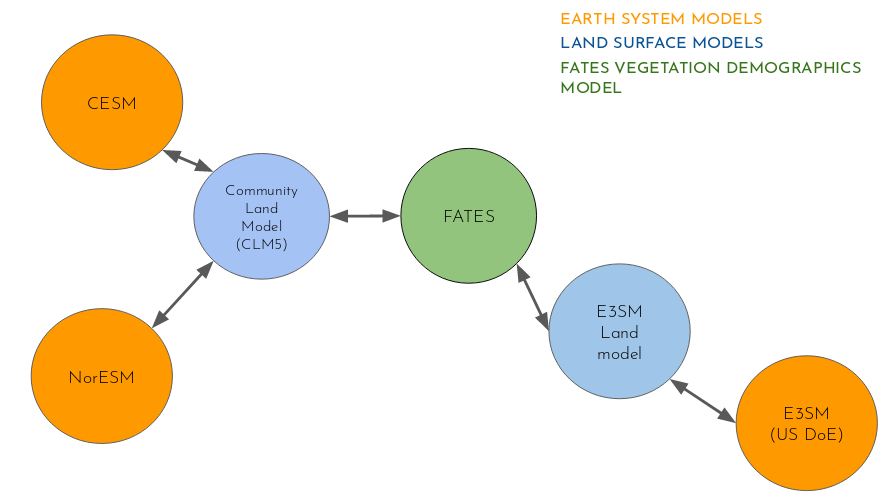 EARTH SYSTEM MODELS
LAND SURFACE MODELS
FATES VEGETATION DEMOGRAPHICS
MODEL
CESM
Community
Land
Model
(CLM5)
FATES
E3SM
Land
model
NorESM
E3SM
(US DoE)